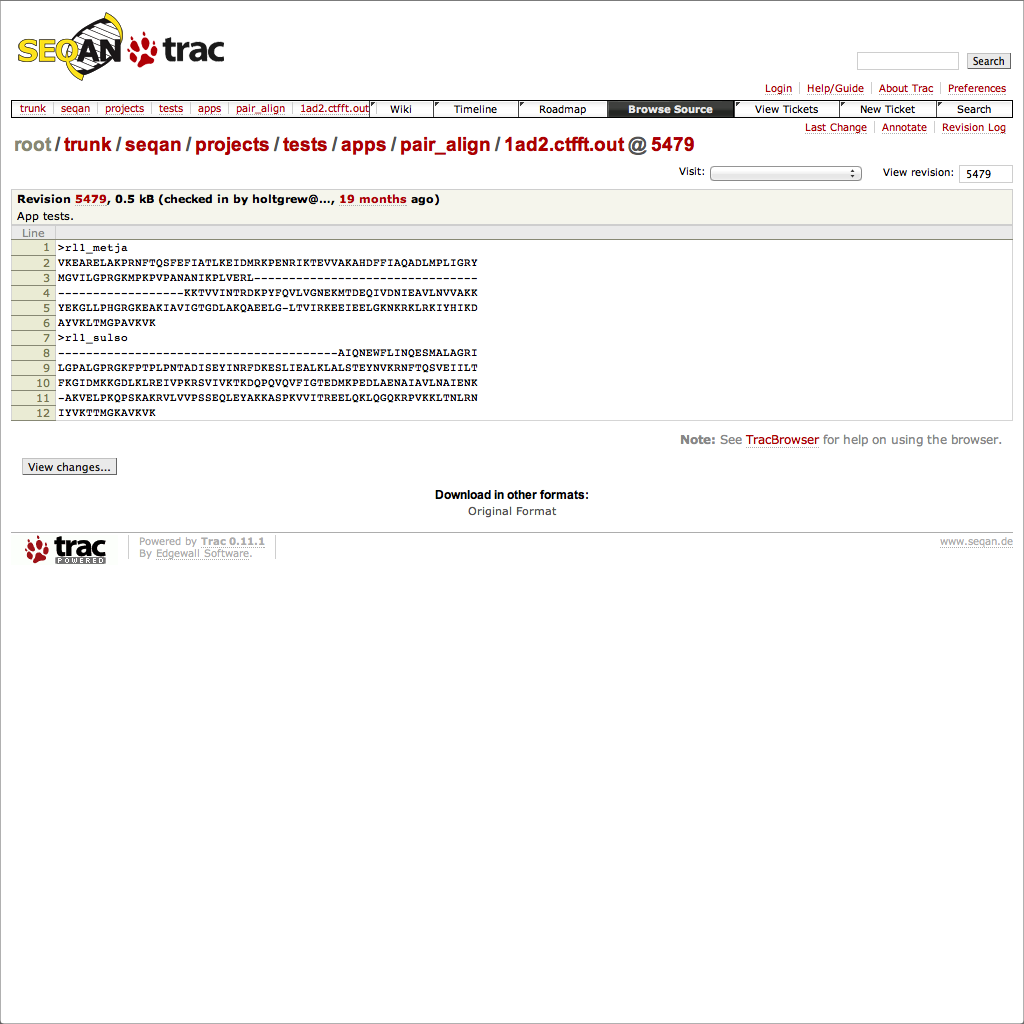 SEQAN trac
Search
Login Help/Guide About Trac Preferences
trunk seqan projects tests apps pair_align 1ad2.ctfft.out Wiki Timeline Roadmap Browse Source View Tickets New Ticket Search
Last Change Annotate Revision Log
root / trunk / seqan / projects / tests / apps / pair_align / 1ad2.ctfft.out @ 5479
Visit: View revision: 5479
Revision 5479, 0.5 kB (checked in by holtgrew@..., 19 months ago)
App tests.
Line
1 >rl1_metja
2 VKEARELAKPRNFTQSFEFIATLKEIDMRKPENRIKTEVVAKAHDFFIAQADLMPLIGRY
3 MGVILGPRGKMPKPVPANANIKPLVERL--------------------------------
4 ------------------KKTVVINTRDKPYFQVLVGNEKMTDEQIVDNIEAVLNVVAKK
5 YEKGLLPHGRGKEAKIAVIGTGDLAKQAEELG-LTVIRKEEIEELGKNKRKLRKIYHIKD
6 AYVKLTMGPAVKVK
7 >rl1_sulso
8 ----------------------------------------AIQNEWFLINQESMALAGRI
9 LGPALGPRGKFPTPLPNTADISEYINRFDKESLIEALKLALSTEYNVKRNFTQSVEIILT
10 FKGIDMKKGDLKLREIVPKRSVIVKTKDQPQVQVFIGTEDMKPEDLAENAIAVLNAIENK
11 -AKVELPKQPSKAKRVLVVPSSEQLEYAKKASPKVVITREELQKLQGQKRPVKKLTNLRN
12 IYVKTTMGKAVKVK
Note: See TracBrowser for help on using the browser.
View changes...
Download in other formats:
Original Format
trac POWERED
Powered by Trac 0.11.1
By Edgewall Software.
www.seqan.de